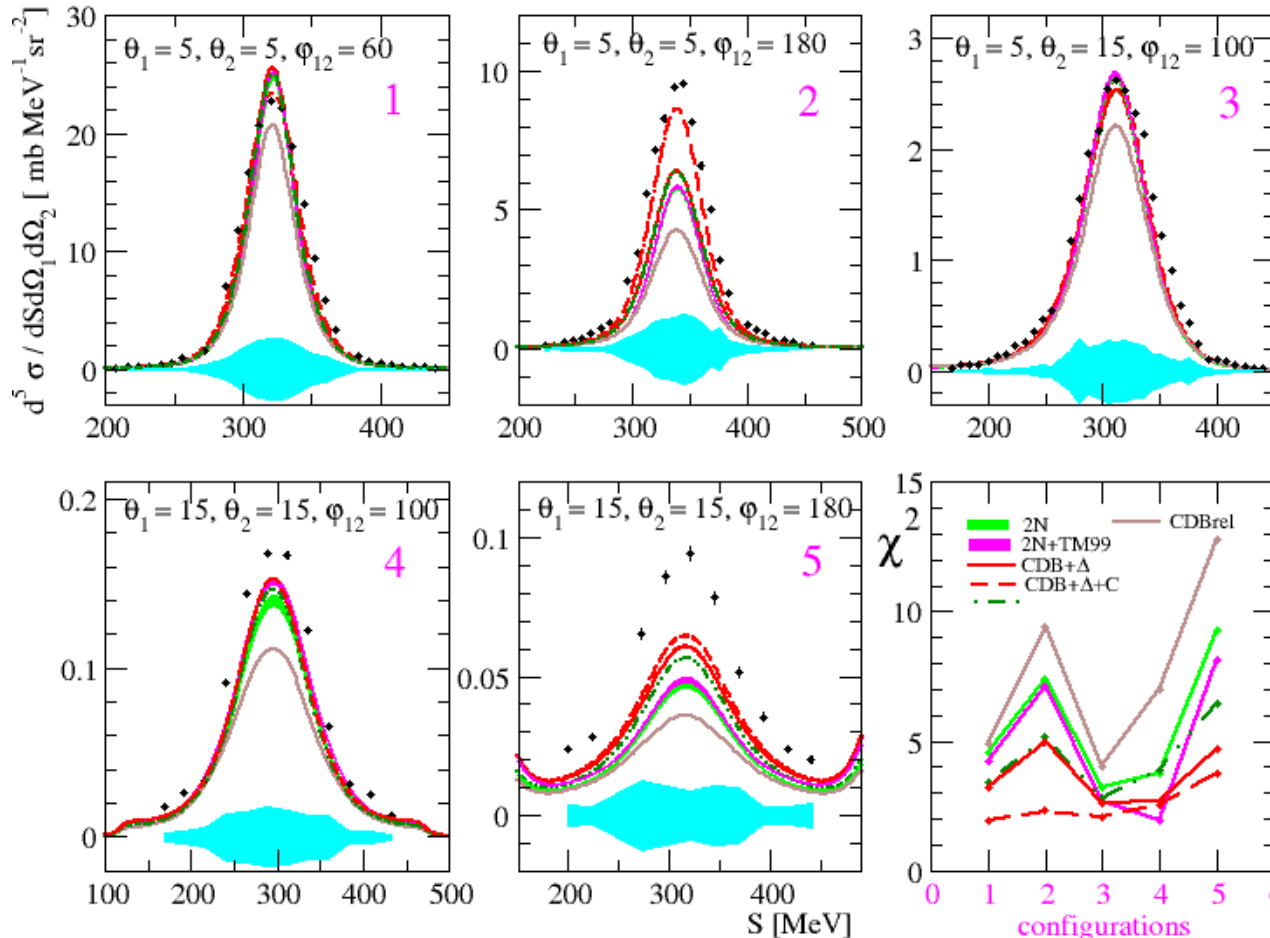 d⁵ σ / dSdΩ₁dΩ₂ [ mb MeV⁻¹sr⁻² ]
θ₁ = 5, θ₂ = 5, φ₁₂ = 60
1
30
20
10
0
200 300 400
θ₁ = 5, θ₂ = 5, φ₁₂ = 180
2
10
5
0
200 300 400 500
θ₁ = 5, θ₂ = 15, φ₁₂ = 100
3
3
2
1
0
200 300 400
θ₁ = 15, θ₂ = 15, φ₁₂ = 100
4
0.2
0.1
0
100 200 300 400 500
θ₁ = 15, θ₂ = 15, φ₁₂ = 180
5
0.1
0.05
0
200 300 400
S [MeV]
χ²
15
10
5
0
2N
2N+TM99
CDB+Δ
CDB+Δ+C
CDBrel
0 1 2 3 4 5
configurations